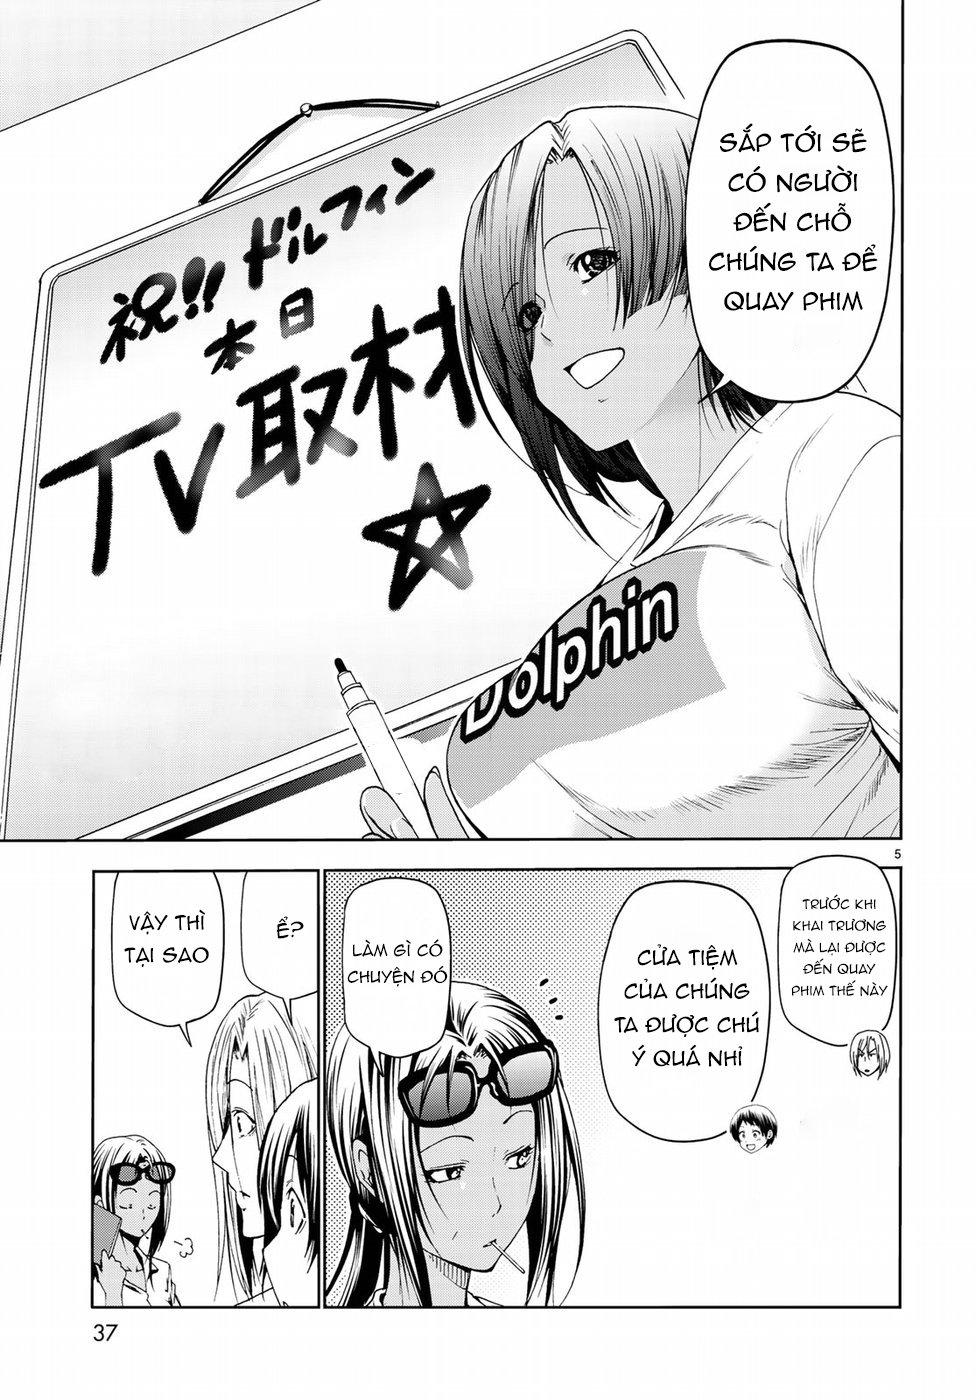 祝!! ドルフィン
本日
TV取材
☆
SẮP TỚI SẼ
CÓ NGƯỜI
ĐẾN CHỖ
CHÚNG TA ĐỂ
QUAY PHIM
Dolphin
5
TRƯỚC KHI
KHAI TRƯƠNG
MÀ LẠI ĐƯỢC
ĐẾN QUAY
PHIM THẾ NÀY
CỬA TIỆM
CỦA CHÚNG
TA ĐƯỢC CHÚ
Ý QUÁ NHỈ
LÀM GÌ CÓ
CHUYỆN ĐÓ
Ể?
VẬY THÌ
TẠI SAO
37